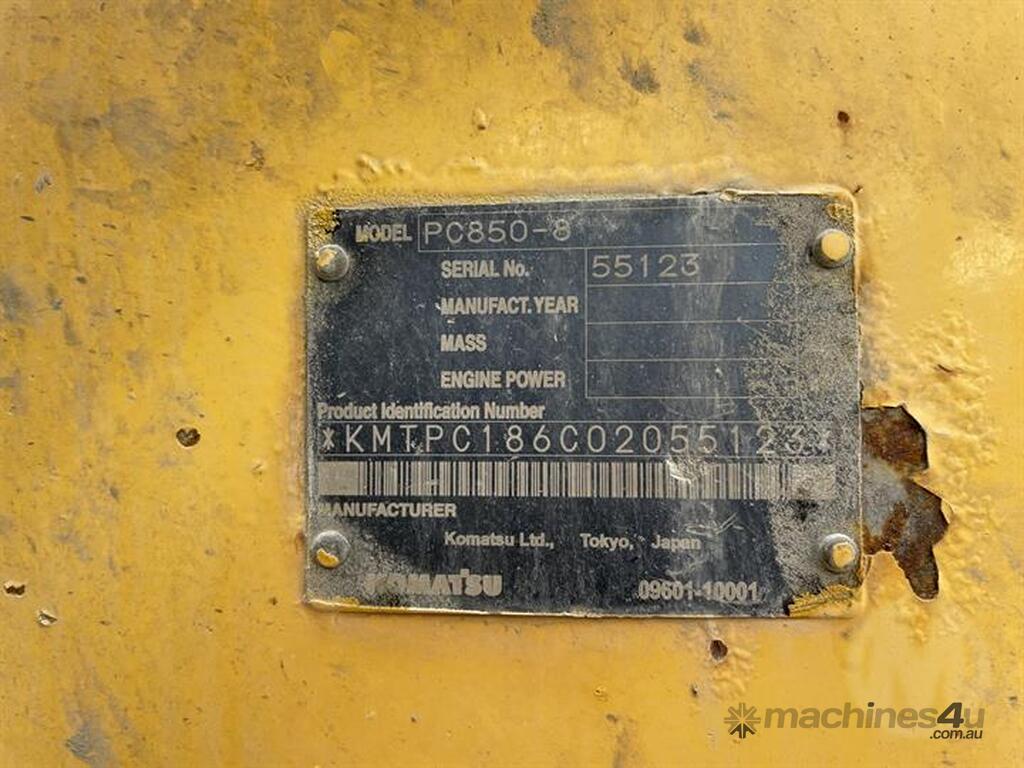 MODEL PC850-8
SERIAL No. 55123
MANUFACT. YEAR
MASS
ENGINE POWER
Product Identification Number
*KMTPC186C02055123*
MANUFACTURER
Komatsu Ltd., Tokyo, Japan
KOMATSU 09601-10001
machines4u
.com.au